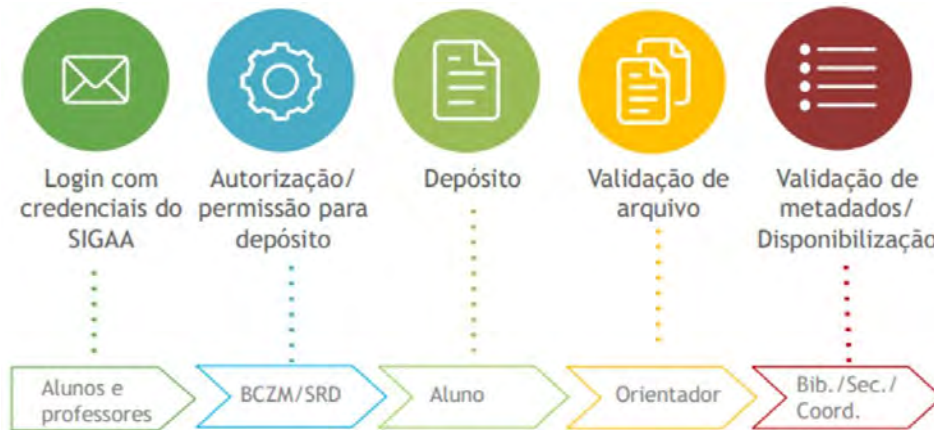 Login com
credenciais do
SIGAA
Autorização/
permissão para
depósito
Depósito
Validação de
arquivo
Validação de
metadados/
Disponibilização
Alunos e
professores
BCZM/SRD
Aluno
Orientador
Bib./Sec./
Coord.